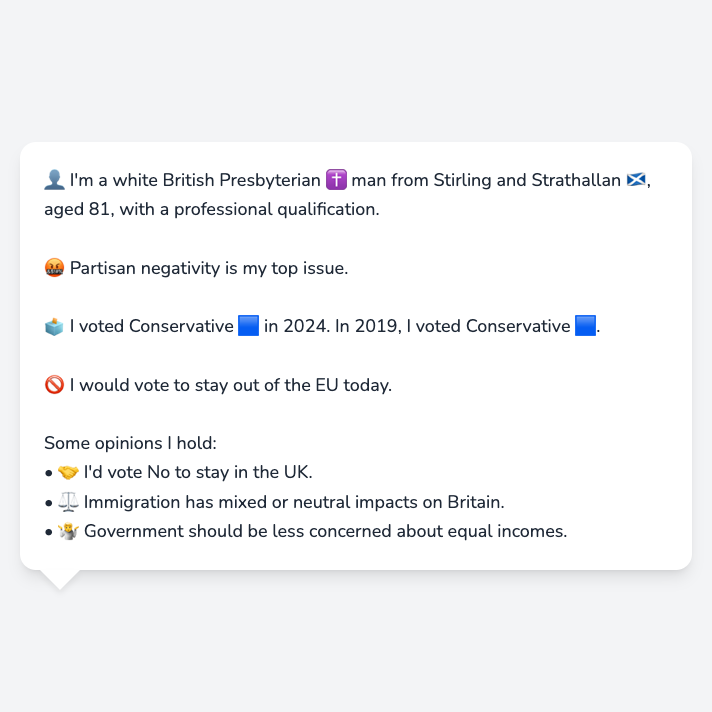 👤 I'm a white British Presbyterian ✝️ man from Stirling and Strathallan 🏴󠁧󠁢󠁳󠁣󠁴󠁿,
aged 81, with a professional qualification.
🤬 Partisan negativity is my top issue.
🗳️ I voted Conservative 🟦 in 2024. In 2019, I voted Conservative 🟦.
🚫 I would vote to stay out of the EU today.
Some opinions I hold:
• 🤝 I'd vote No to stay in the UK.
• ⚖️ Immigration has mixed or neutral impacts on Britain.
• 🤷 Government should be less concerned about equal incomes.